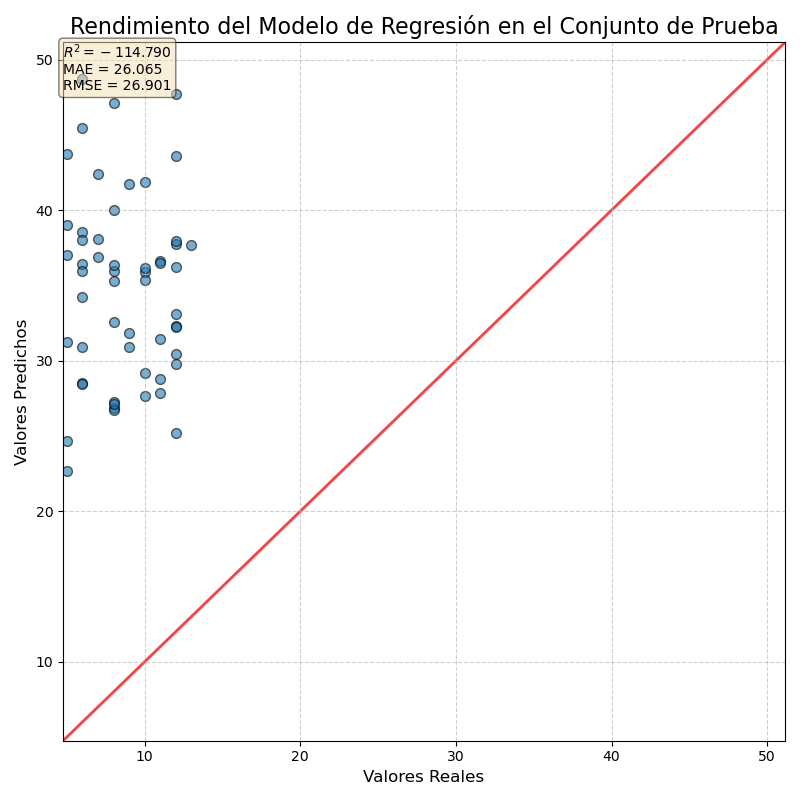 Rendimiento del Modelo de Regresión en el Conjunto de Prueba
R² = −114.790
MAE = 26.065
RMSE = 26.901
50
40
30
20
10
Valores Predichos
10 20 30 40 50
Valores Reales